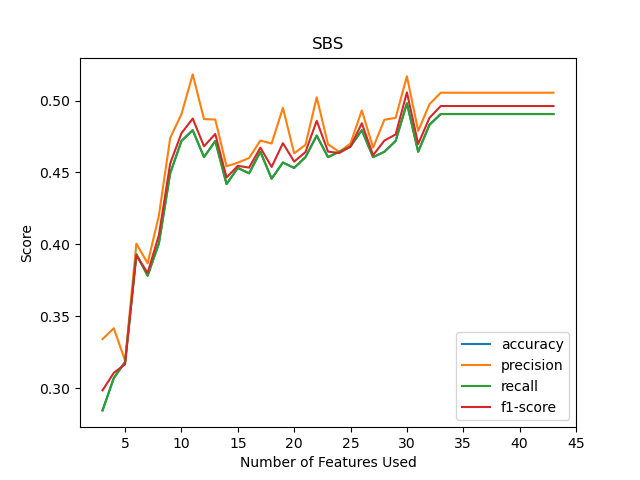 SBS
Score
0.50
0.45
0.40
0.35
0.30
accuracy
precision
recall
f1-score
5 10 15 20 25 30 35 40 45
Number of Features Used